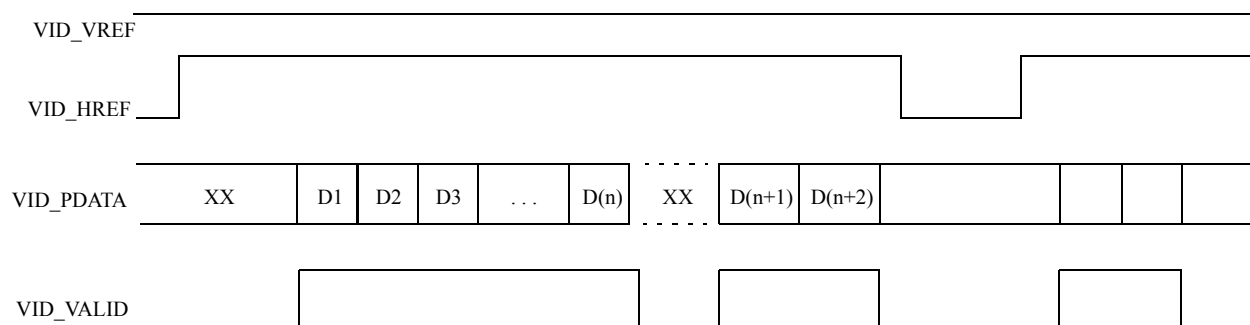 VID_VREF
VID_HREF
VID_PDATA XX D1 D2 D3 . . . D(n) XX D(n+1) D(n+2)
VID_VALID